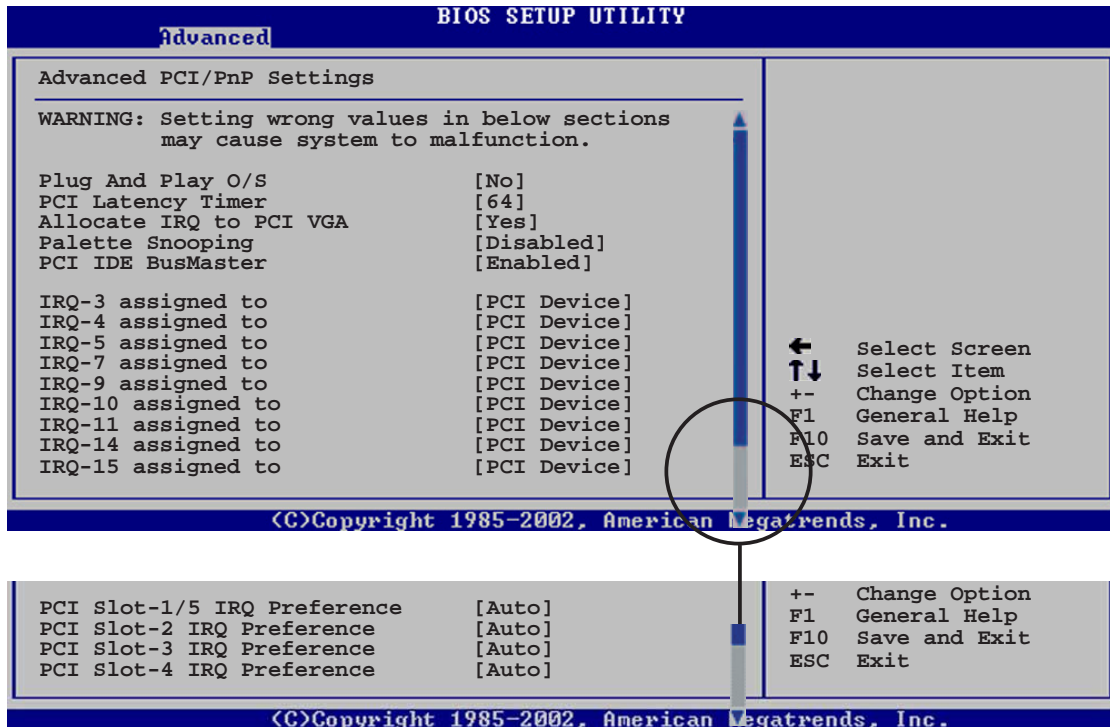 BIOS SETUP UTILITY
Advanced
Advanced PCI/PnP Settings
WARNING: Setting wrong values in below sections
may cause system to malfunction.
Plug And Play O/S [No]
PCI Latency Timer [64]
Allocate IRQ to PCI VGA [Yes]
Palette Snooping [Disabled]
PCI IDE BusMaster [Enabled]
IRQ-3 assigned to [PCI Device]
IRQ-4 assigned to [PCI Device]
IRQ-5 assigned to [PCI Device]
IRQ-7 assigned to [PCI Device]
IRQ-9 assigned to [PCI Device]
IRQ-10 assigned to [PCI Device]
IRQ-11 assigned to [PCI Device]
IRQ-14 assigned to [PCI Device]
IRQ-15 assigned to [PCI Device]
← Select Screen
↑↓ Select Item
+- Change Option
F1 General Help
F10 Save and Exit
ESC Exit
(C)Copyright 1985-2002, American Megatrends, Inc.
PCI Slot-1/5 IRQ Preference [Auto]
PCI Slot-2 IRQ Preference [Auto]
PCI Slot-3 IRQ Preference [Auto]
PCI Slot-4 IRQ Preference [Auto]
+- Change Option
F1 General Help
F10 Save and Exit
ESC Exit
(C)Copyright 1985-2002, American Megatrends, Inc.